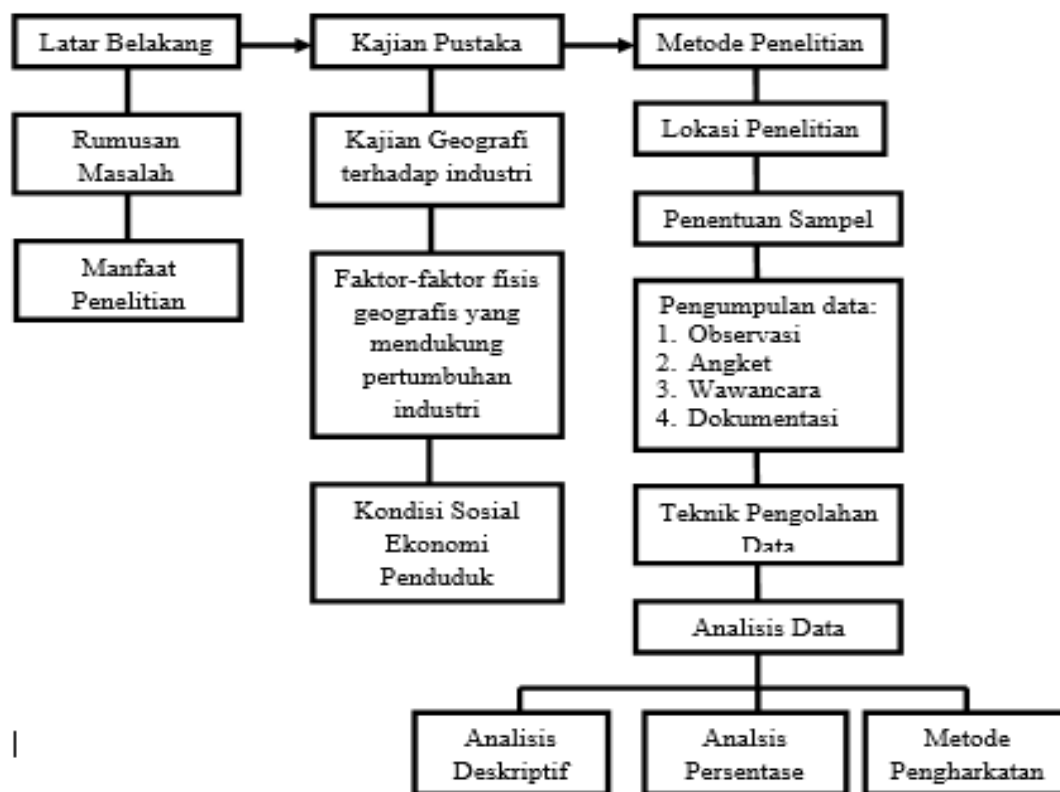 Latar Belakang
Rumusan
Masalah
Manfaat
Penelitian
Kajian Pustaka
Kajian Geografi
terhadap industri
Faktor-faktor fisis
geografis yang
mendukung
pertumbuhan
industri
Kondisi Sosial
Ekonomi
Penduduk
Metode Penelitian
Lokasi Penelitian
Penentuan Sampel
Pengumpulan data:
1. Observasi
2. Angket
3. Wawancara
4. Dokumentasi
Teknik Pengolahan
Data
Analisis Data
Analisis
Deskriptif
Analsis
Persentase
Metode
Pengharkatan